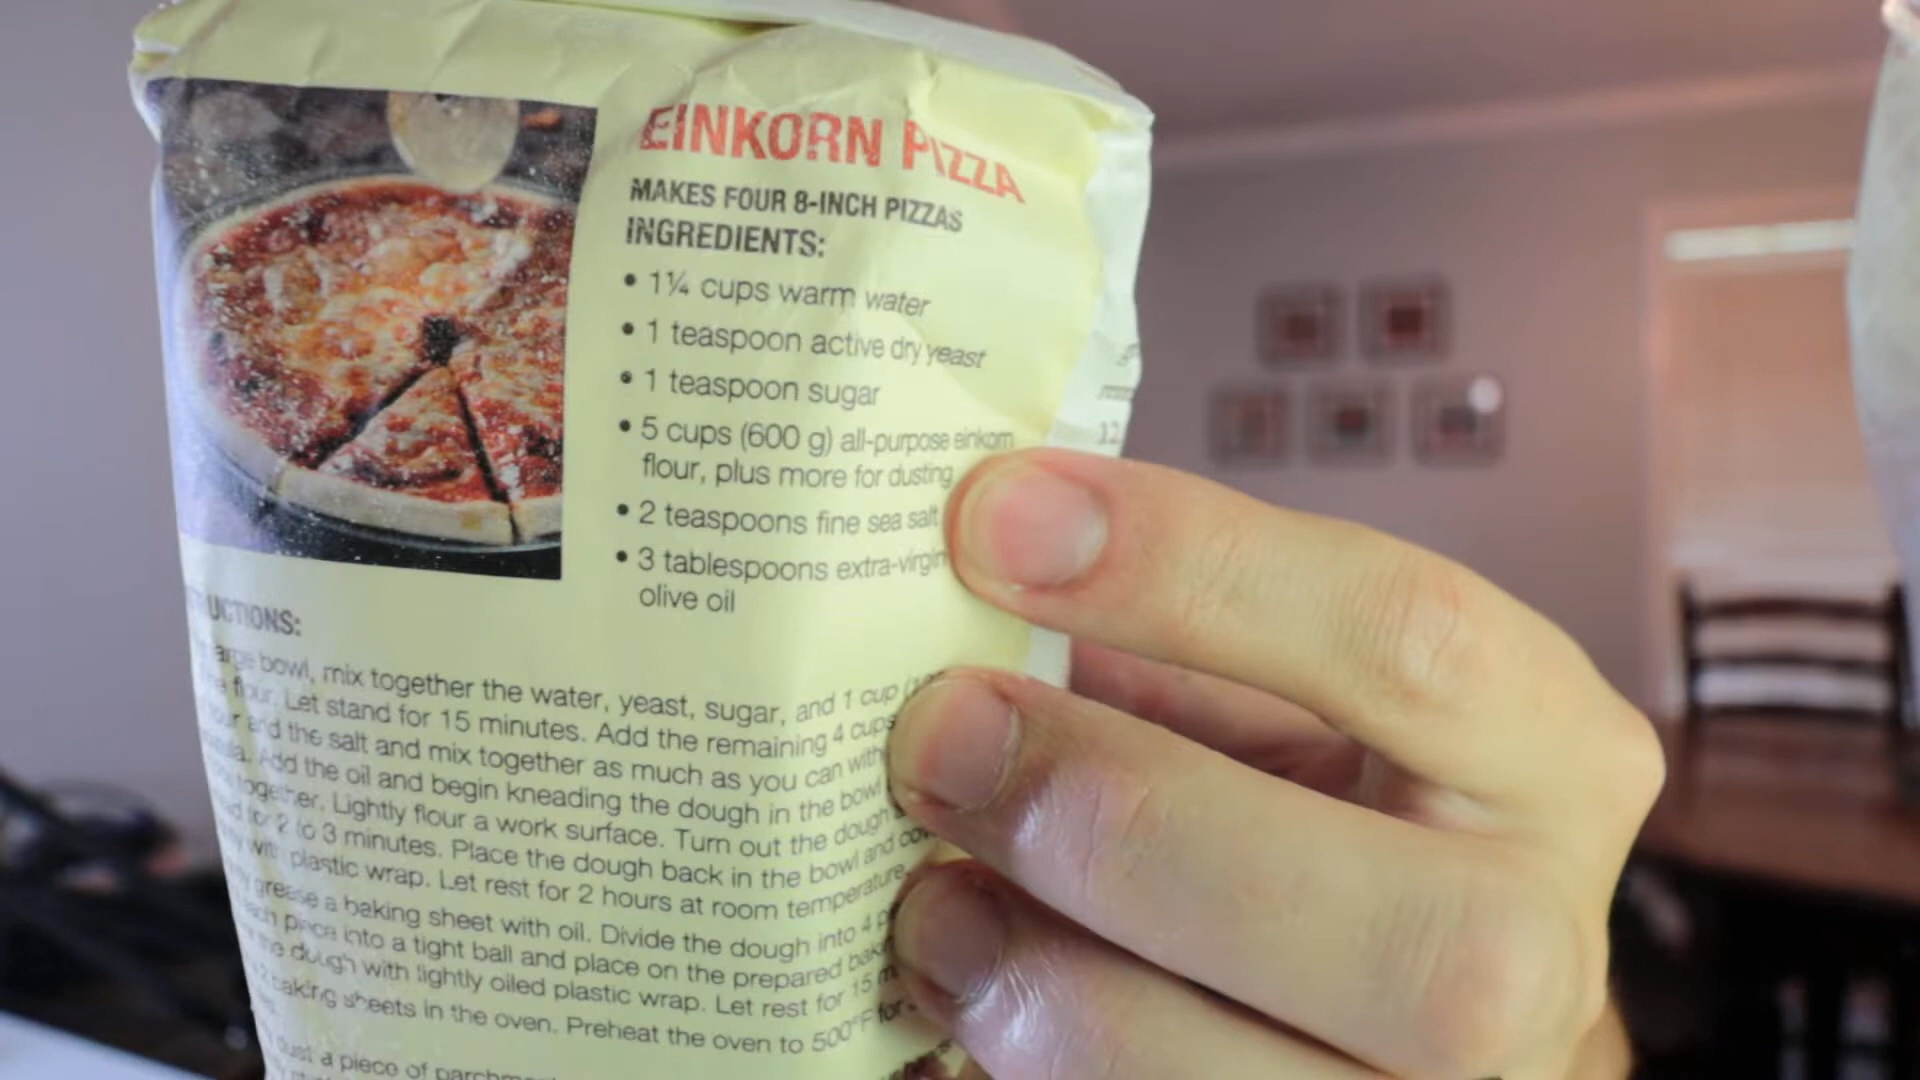 EINKORN PIZZA
MAKES FOUR 8-INCH PIZZAS
INGREDIENTS:
• 1¼ cups warm water
• 1 teaspoon active dry yeast
• 1 teaspoon sugar
• 5 cups (600 g) all-purpose einkorn
flour, plus more for dusting
• 2 teaspoons fine sea salt
• 3 tablespoons extra-virgin
olive oil
UCTIONS:
large bowl, mix together the water, yeast, sugar, and 1 cup
the flour. Let stand for 15 minutes. Add the remaining 4 cups
and the salt and mix together as much as you can with
Add the oil and begin kneading the dough in the bowl
together. Lightly flour a work surface. Turn out the dough
for 2 to 3 minutes. Place the dough back in the bowl and
with plastic wrap. Let rest for 2 hours at room temperature.
grease a baking sheet with oil. Divide the dough into 4
each piece into a tight ball and place on the prepared
the dough with lightly oiled plastic wrap. Let rest for 15
2 baking sheets in the oven. Preheat the oven to 500°F for
dust a piece of
12